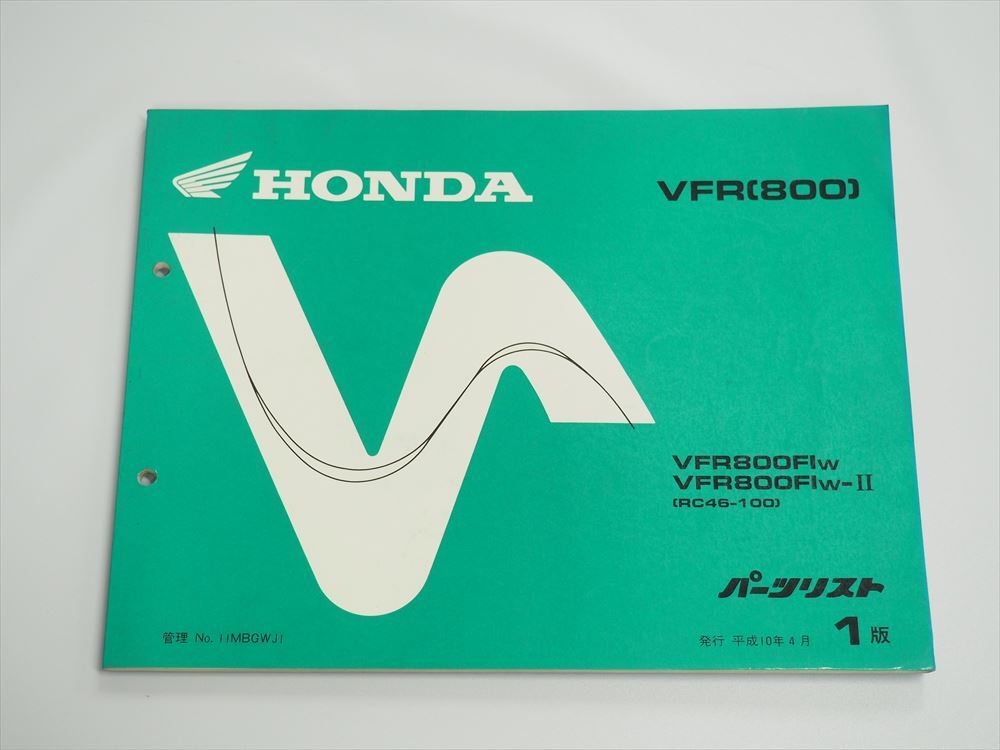 HONDA
VFR(800)
VFR800FIW
VFR800FIW-II
(RC46-100)
パーツリスト
管理 No. 11MBGWJ1
発行 平成10年4月 1版